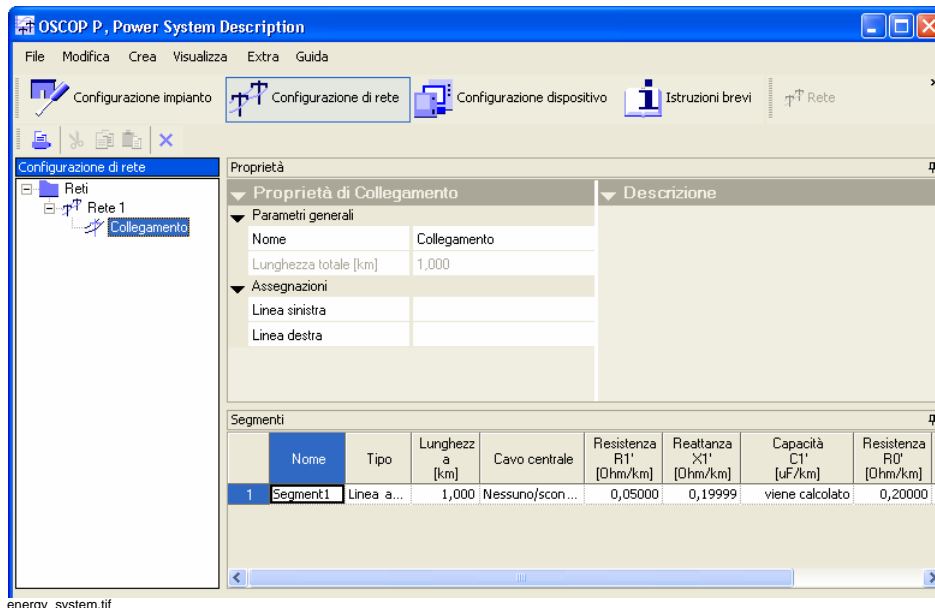 OSCOP P, Power System Description
File Modifica Crea Visualizza Extra Guida
Configurazione impianto Configurazione di rete Configurazione dispositivo Istruzioni brevi Rete
Configurazione di rete
Reti
Rete 1
Collegamento
Proprietà
Proprietà di Collegamento
Descrizione
Parametri generali
Nome Collegamento
Lunghezza totale [km] 1,000
Assegnazioni
Linea sinistra
Linea destra
Segmenti
Nome Tipo Lunghezza [km] Cavo centrale Resistenza R1' [Ohm/km] Reattanza X1' [Ohm/km] Capacità C1' [uF/km] Resistenza R0' [Ohm/km]
1 Segment1 Linea a... 1,000 Nessuno/scon... 0,05000 0,19999 viene calcolato 0,20000
energy_system.tif